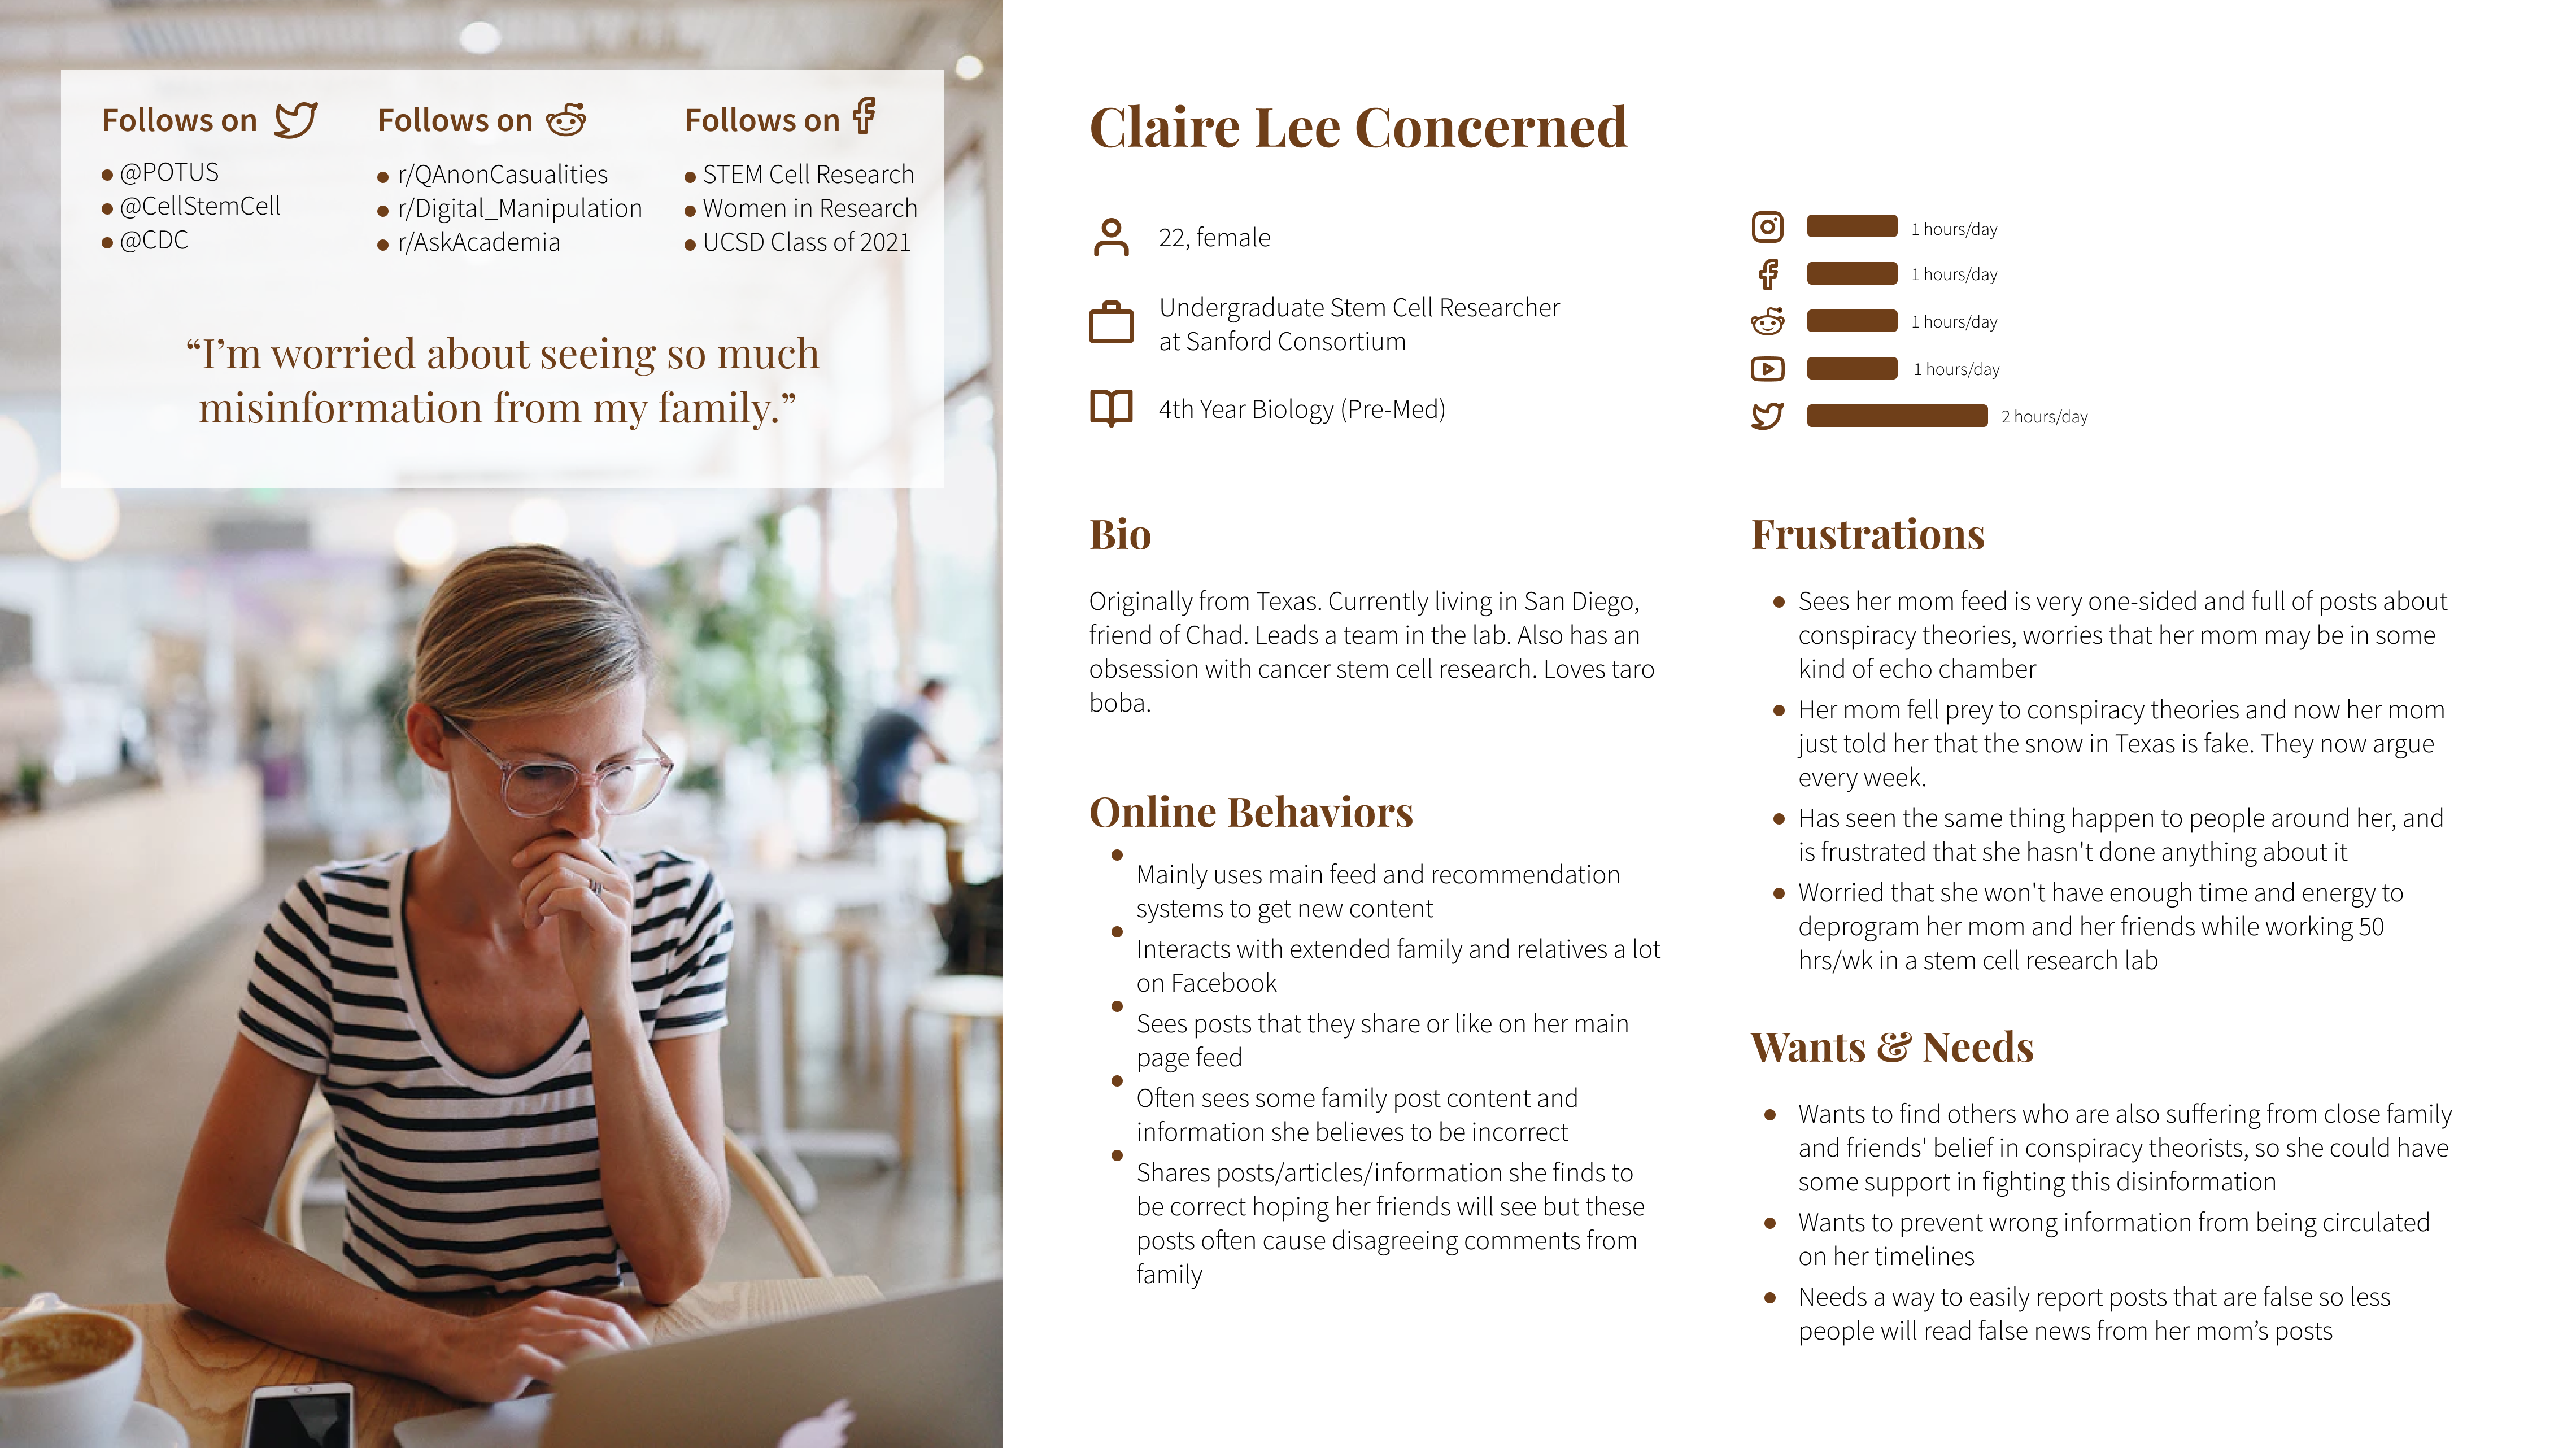 Follows on
@POTUS
@CellStemCell
@CDC
Follows on
r/QAnonCasualities
r/Digital_Manipulation
r/AskAcademia
Follows on
STEM Cell Research
Women in Research
UCSD Class of 2021
“I’m worried about seeing so much
misinformation from my family.”
Claire Lee Concerned
22, female
Undergraduate Stem Cell Researcher
at Sanford Consortium
4th Year Biology (Pre-Med)
1 hours/day
1 hours/day
1 hours/day
1 hours/day
2 hours/day
Bio
Originally from Texas. Currently living in San Diego,
friend of Chad. Leads a team in the lab. Also has an
obsession with cancer stem cell research. Loves taro
boba.
Online Behaviors
Mainly uses main feed and recommendation
systems to get new content
Interacts with extended family and relatives a lot
on Facebook
Sees posts that they share or like on her main
page feed
Often sees some family post content and
information she believes to be incorrect
Shares posts/articles/information she finds to
be correct hoping her friends will see but these
posts often cause disagreeing comments from
family
Frustrations
Sees her mom feed is very one-sided and full of posts about
conspiracy theories, worries that her mom may be in some
kind of echo chamber
Her mom fell prey to conspiracy theories and now her mom
just told her that the snow in Texas is fake. They now argue
every week.
Has seen the same thing happen to people around her, and
is frustrated that she hasn't done anything about it
Worried that she won't have enough time and energy to
deprogram her mom and her friends while working 50
hrs/wk in a stem cell research lab
Wants & Needs
Wants to find others who are also suffering from close family
and friends' belief in conspiracy theorists, so she could have
some support in fighting this disinformation
Wants to prevent wrong information from being circulated
on her timelines
Needs a way to easily report posts that are false so less
people will read false news from her mom’s posts